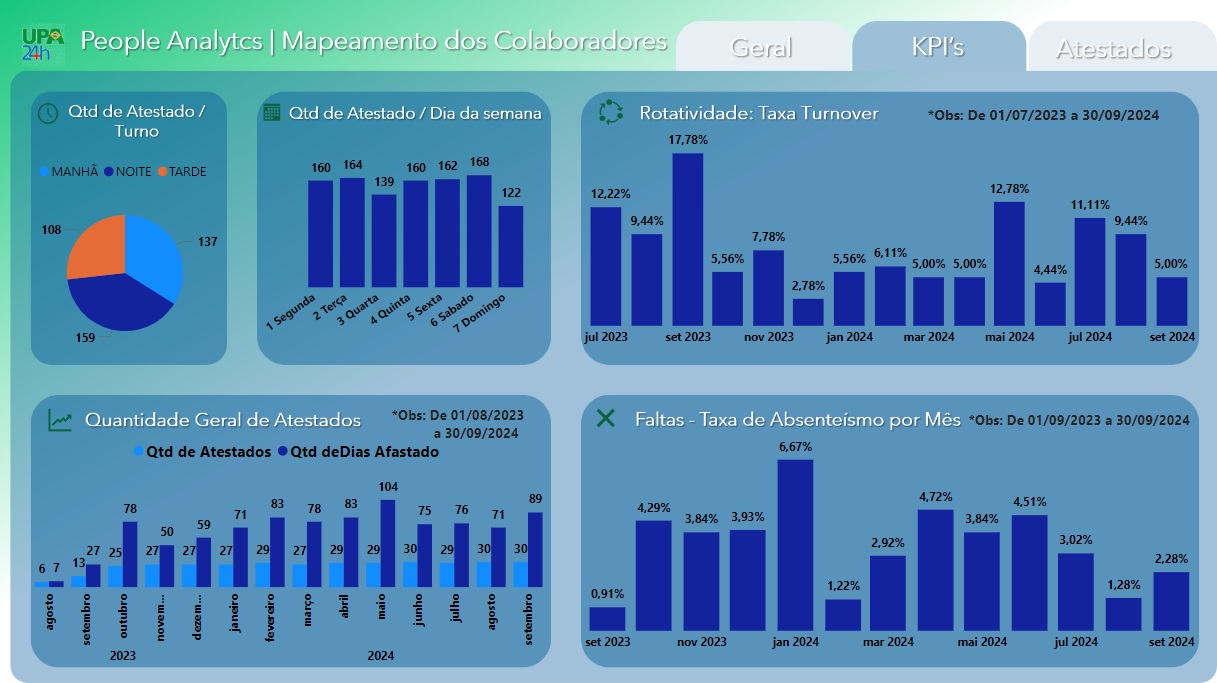 UPA
24h
People Analytcs | Mapeamento dos Colaboradores
Geral
KPI's
Atestados
Qtd de Atestado /
Turno
MANHÃ NOITE TARDE
108
137
159
Qtd de Atestado / Dia da semana
160 164 139 160 162 168 122
1 Segunda 2 Terça 3 Quarta 4 Quinta 5 Sexta 6 Sabado 7 Domingo
Rotatividade: Taxa Turnover
*Obs: De 01/07/2023 a 30/09/2024
12,22% 9,44% 17,78% 5,56% 7,78% 2,78% 5,56% 6,11% 5,00% 5,00% 12,78% 4,44% 11,11% 9,44% 5,00%
jul 2023 set 2023 nov 2023 jan 2024 mar 2024 mai 2024 jul 2024 set 2024
Quantidade Geral de Atestados
*Obs: De 01/08/2023
a 30/09/2024
Qtd de Atestados Qtd deDias Afastado
6 7 13 27 25 78 27 50 27 59 27 71 29 83 27 78 29 83 29 104 30 75 29 76 30 71 30 89
agosto setembro outubro novem... dezem... janeiro fevereiro março abril maio junho julho agosto setembro
2023 2024
Faltas - Taxa de Absenteísmo por Mês
*Obs: De 01/09/2023 a 30/09/2024
0,91% 4,29% 3,84% 3,93% 6,67% 1,22% 2,92% 4,72% 3,84% 4,51% 3,02% 1,28% 2,28%
set 2023 nov 2023 jan 2024 mar 2024 mai 2024 jul 2024 set 2024